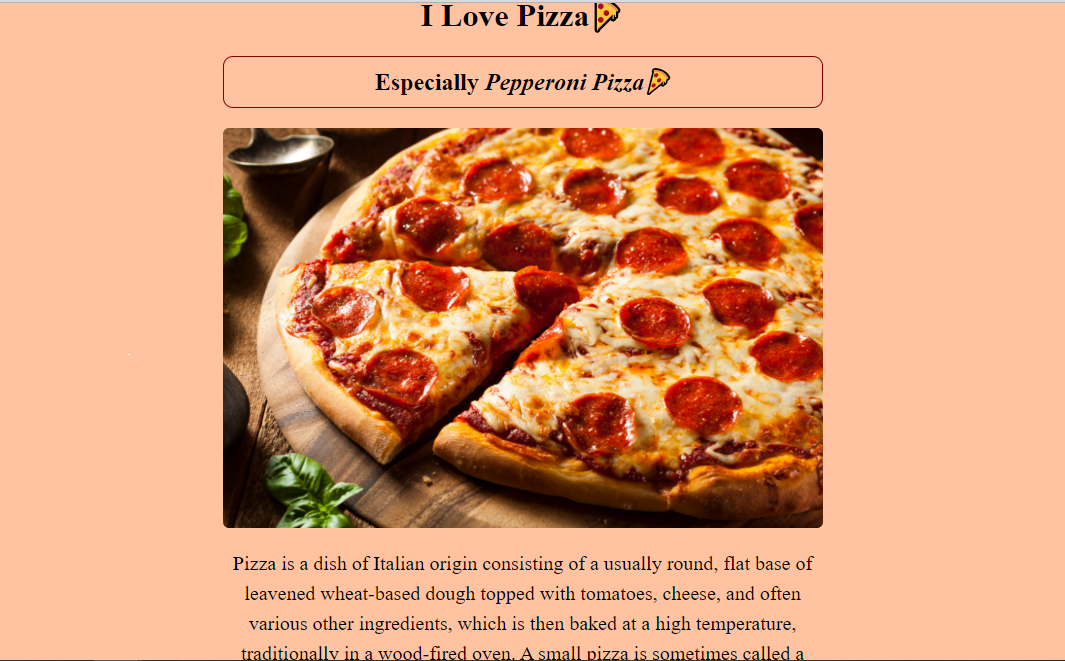 I Love Pizza🍕
Especially Pepperoni Pizza🍕
Pizza is a dish of Italian origin consisting of a usually round, flat base of
leavened wheat-based dough topped with tomatoes, cheese, and often
various other ingredients, which is then baked at a high temperature,
traditionally in a wood-fired oven. A small pizza is sometimes called a